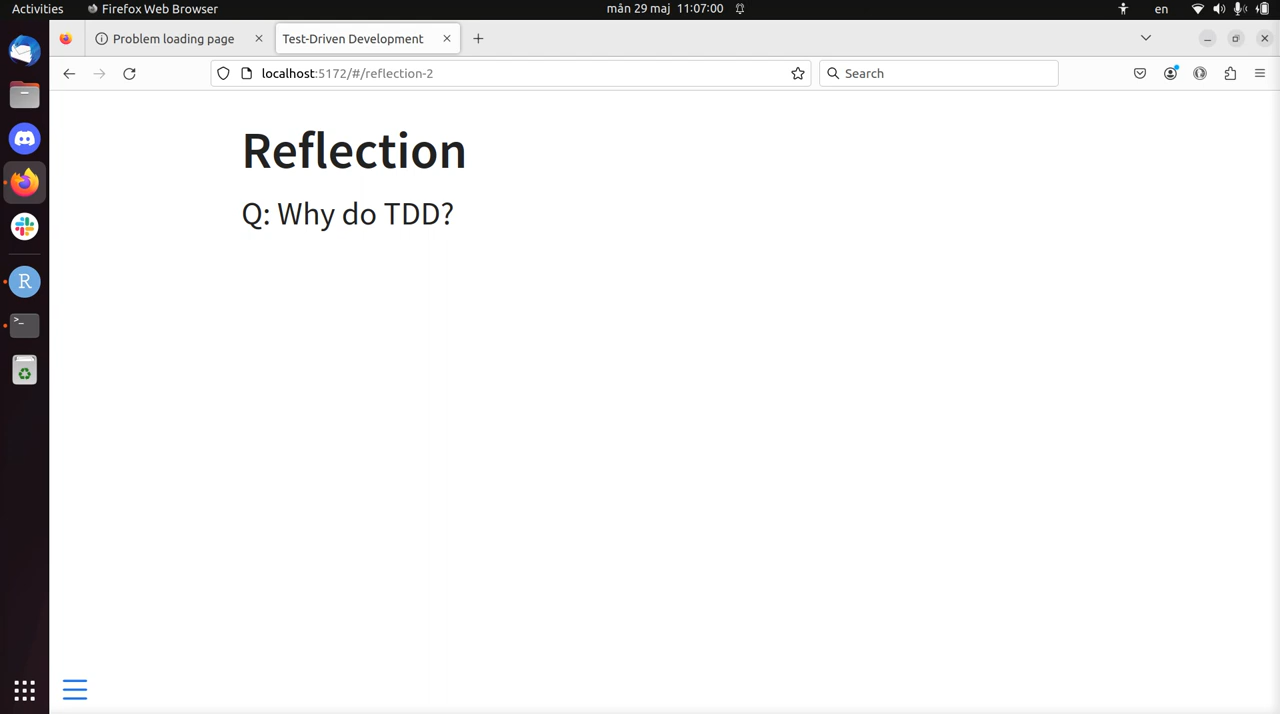 Activities
Firefox Web Browser
mån 29 maj 11:07:00
en
Problem loading page
Test-Driven Development
localhost:5172/#/reflection-2
Search
Reflection
Q: Why do TDD?
R
>_